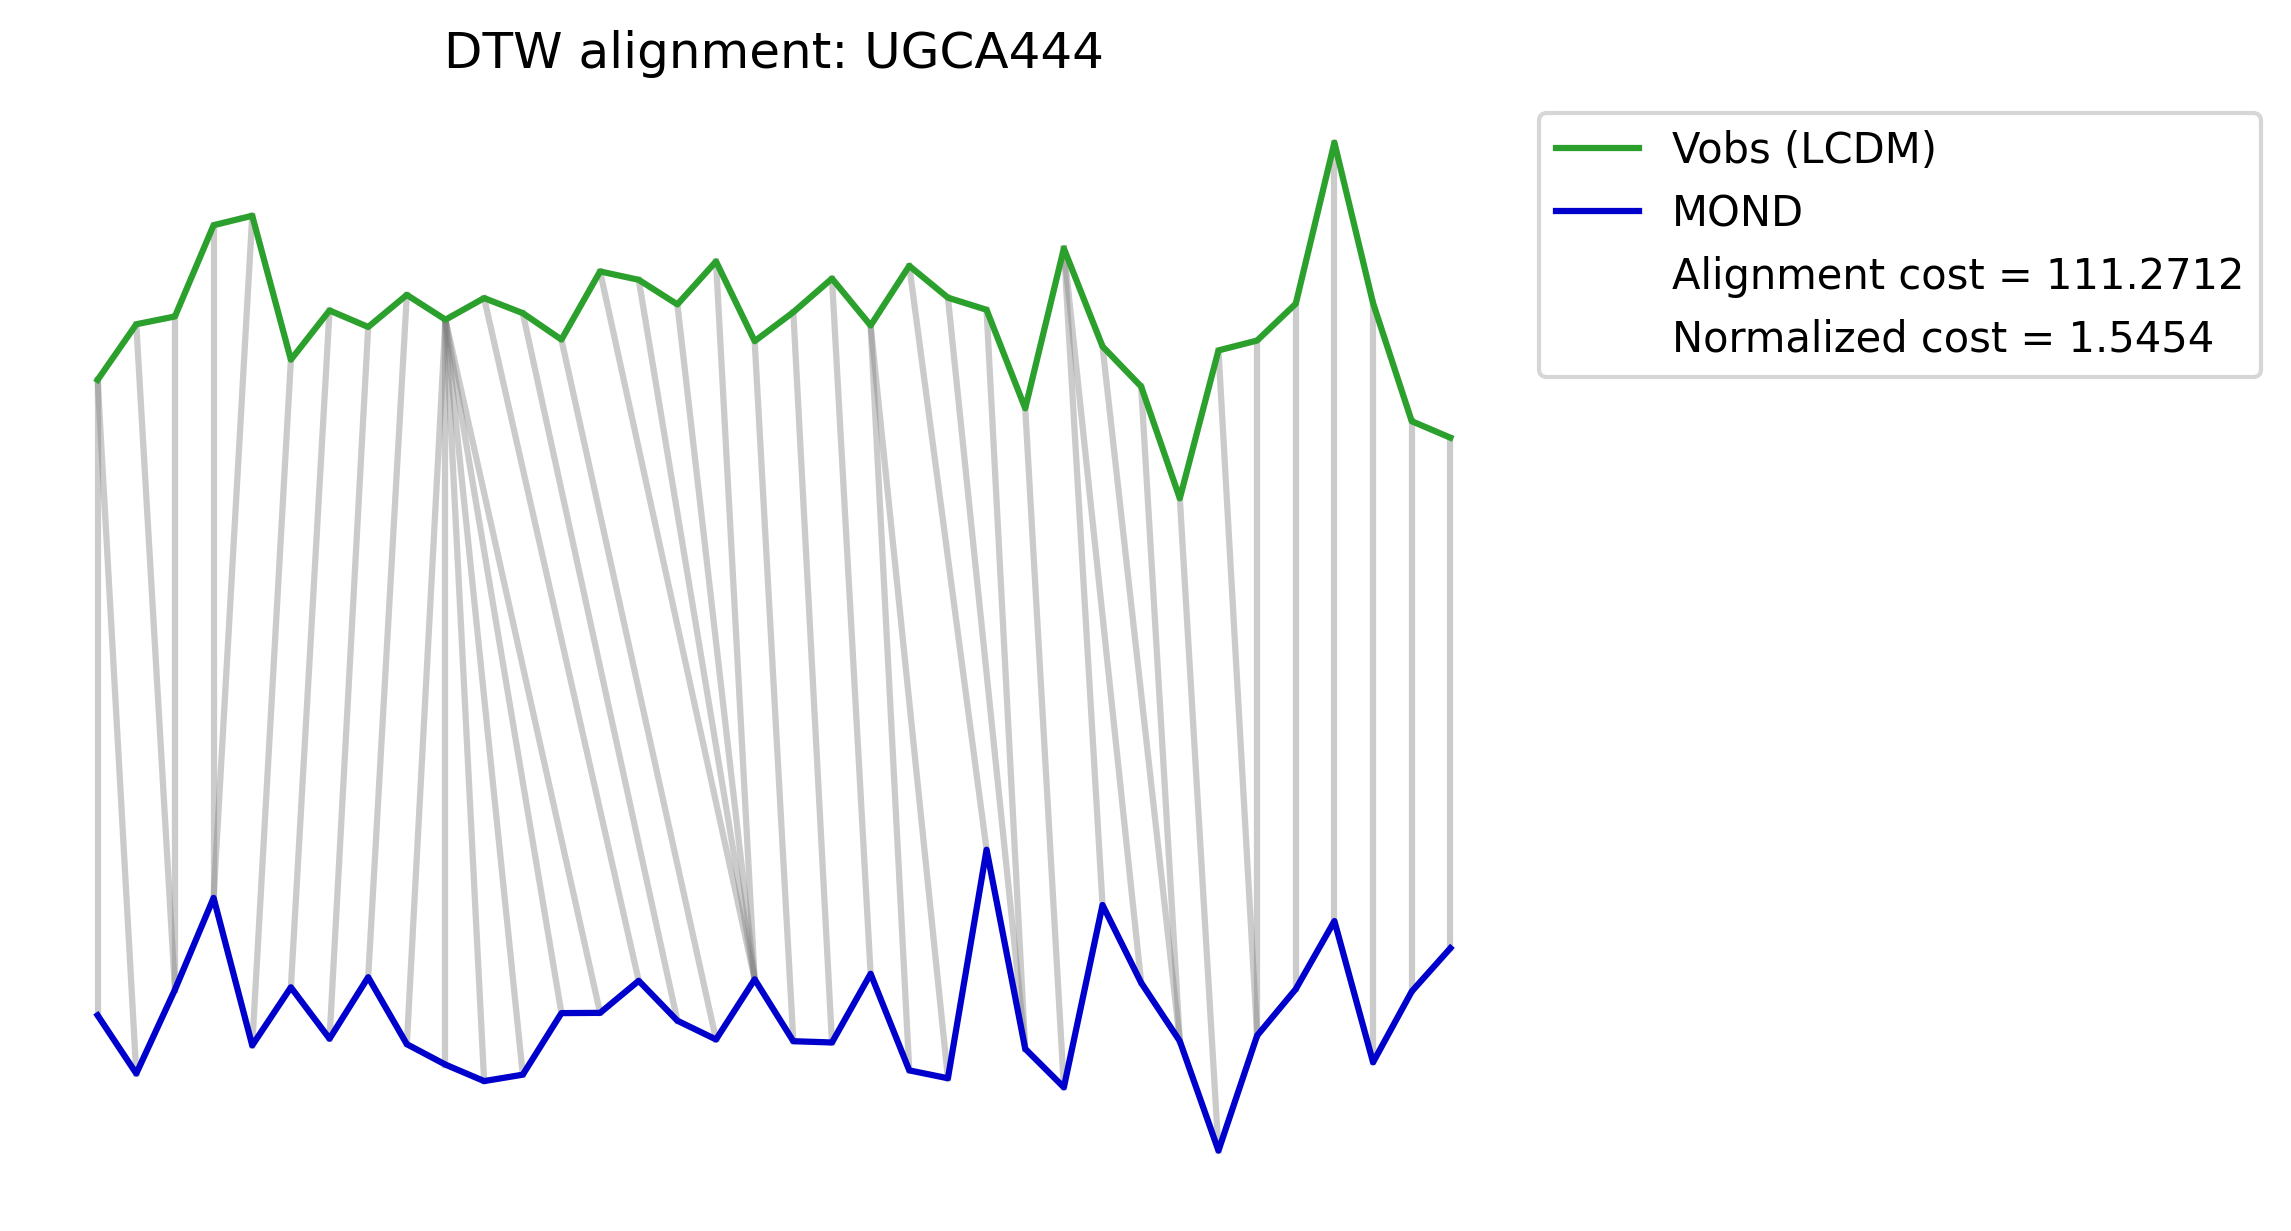 DTW alignment: UGCA444
Vobs (LCDM)
MOND
Alignment cost = 111.2712
Normalized cost = 1.5454